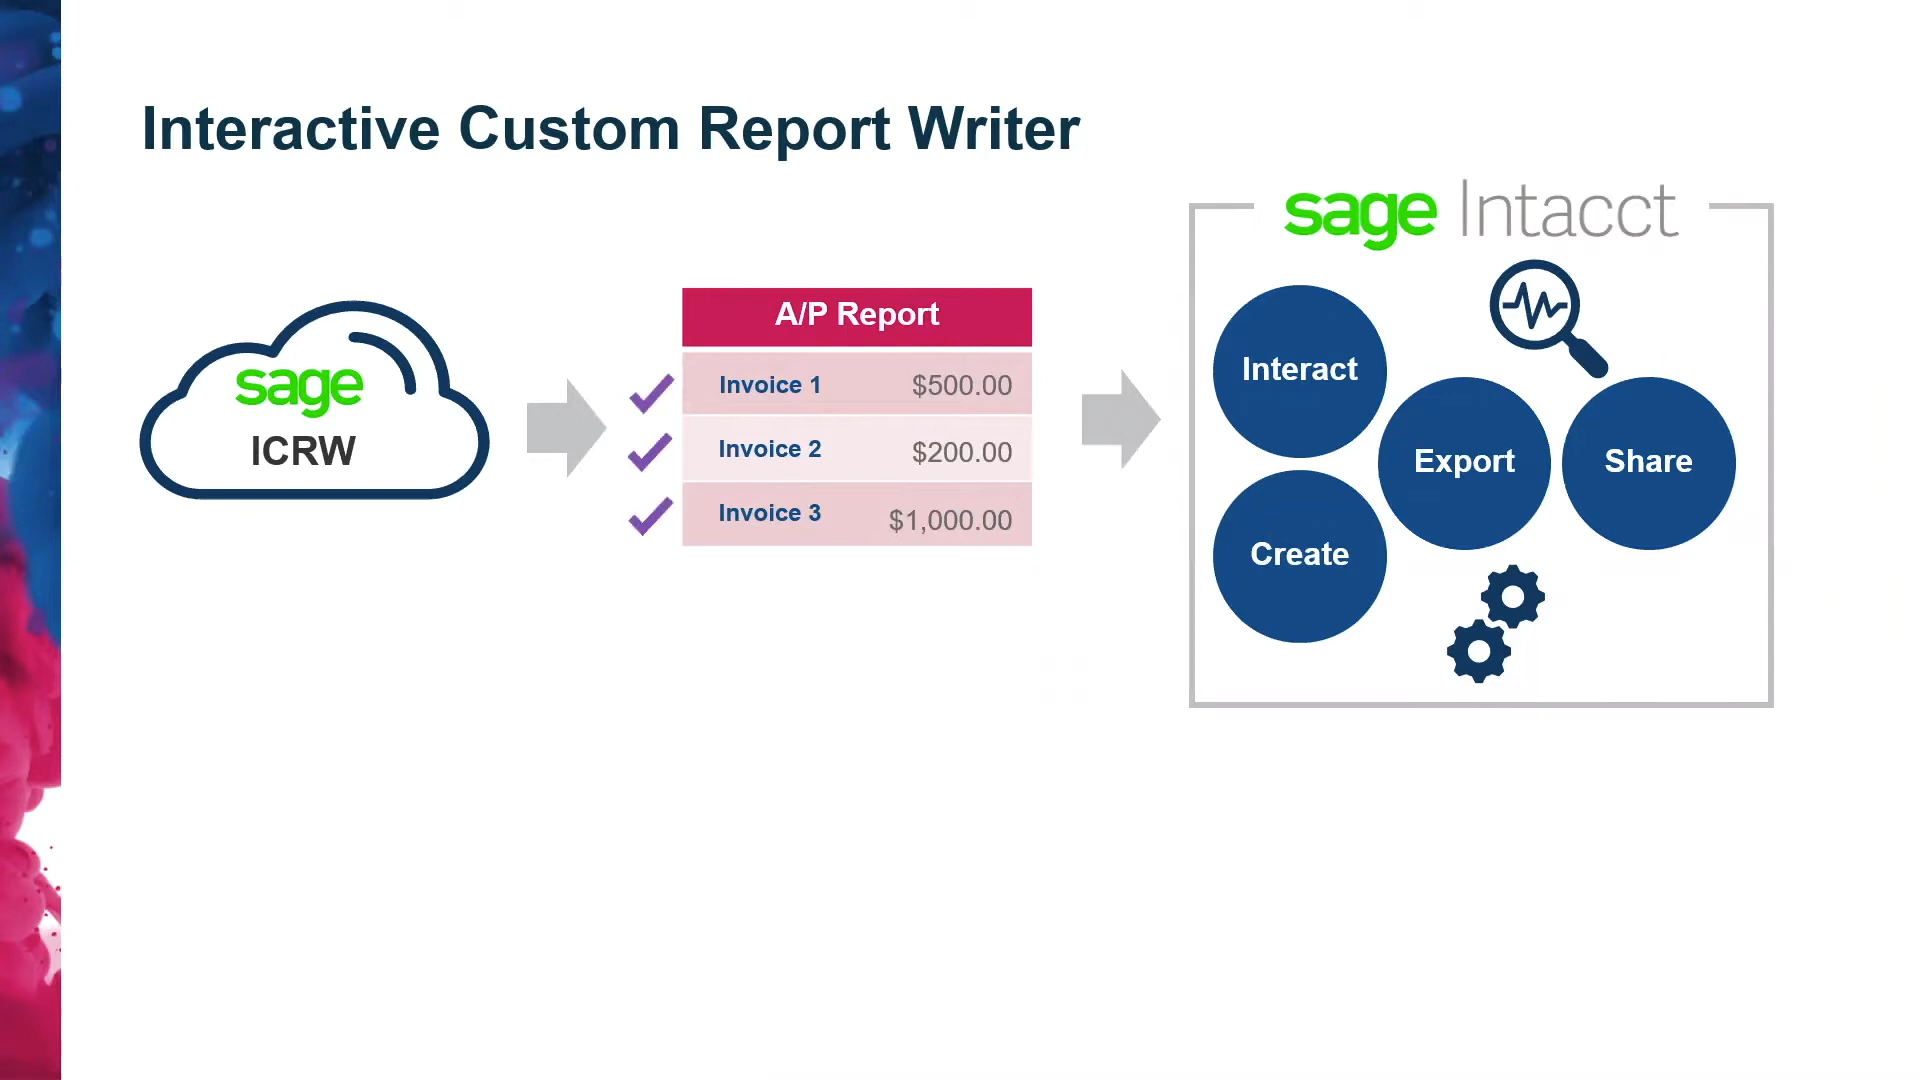 Interactive Custom Report Writer
sage
ICRW
A/P Report
Invoice 1 $500.00
Invoice 2 $200.00
Invoice 3 $1,000.00
sage Intacct
Interact
Export
Share
Create